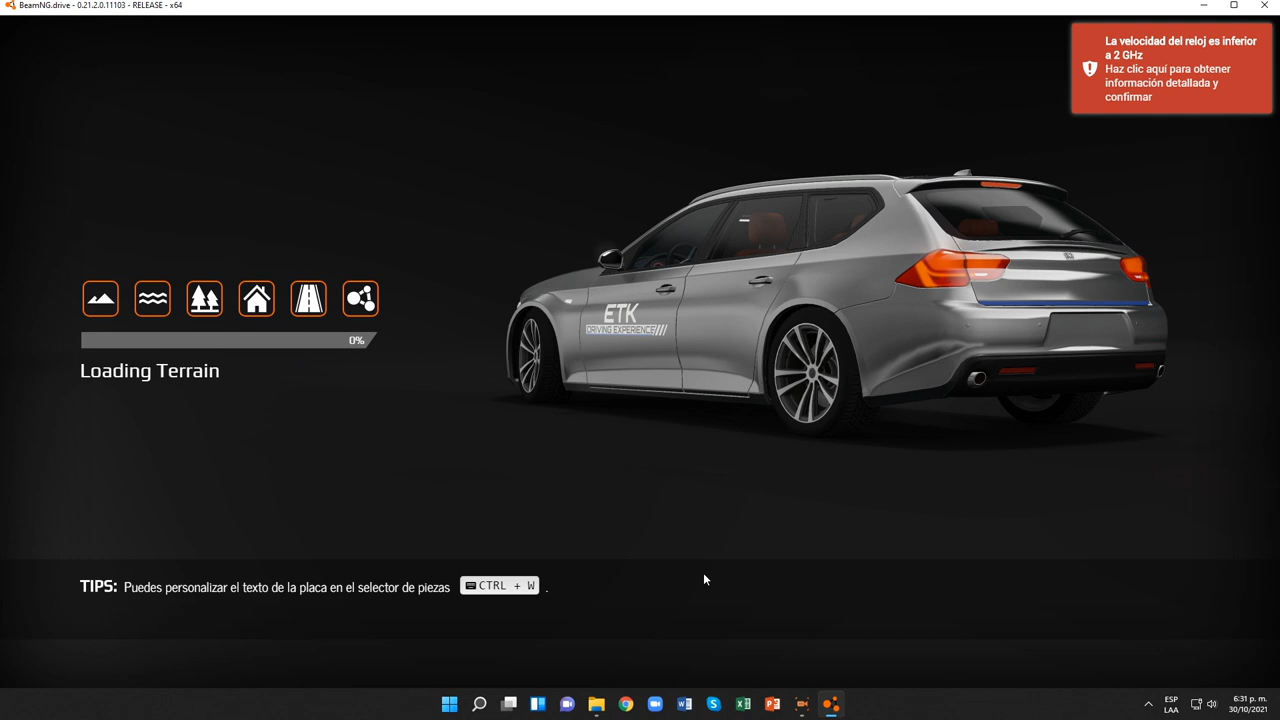 BeamNG.drive - 0.21.2.0.11103 - RELEASE - x64
La velocidad del reloj es inferior
a 2 GHz
Haz clic aquí para obtener
información detallada y
confirmar
ETK
DRIVING EXPERIENCE
0%
Loading Terrain
TIPS: Puedes personalizar el texto de la placa en el selector de piezas CTRL + W .
ESP
LAA
6:31 p. m.
30/10/2021